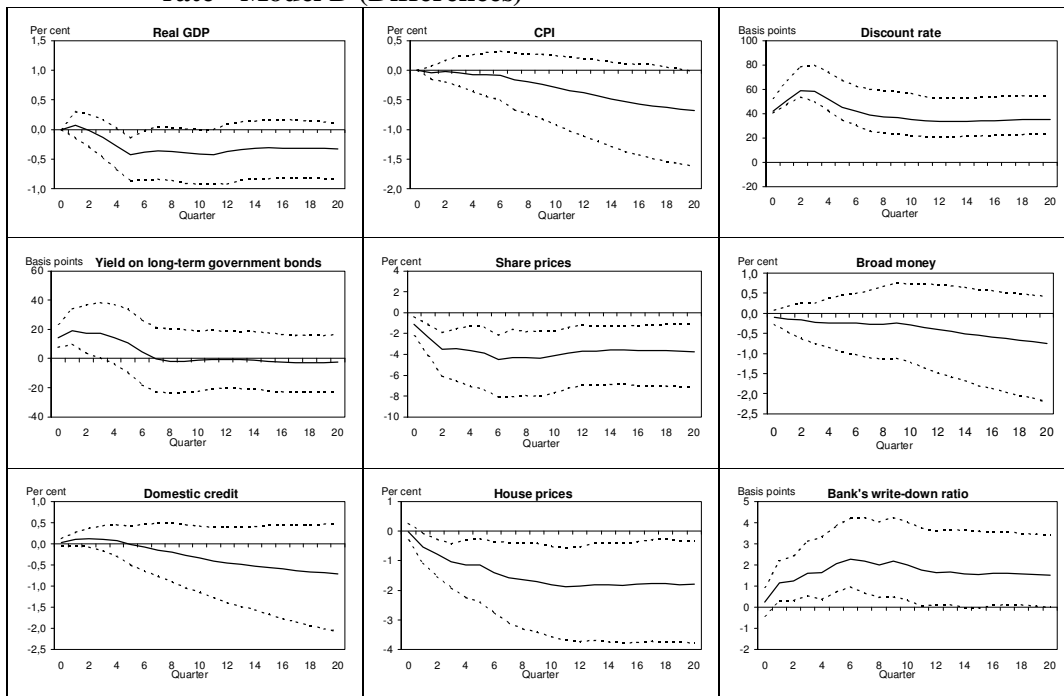 rate - Model B (Differences)
Per cent Real GDP
1,5
1,0
0,5
0,0
-0,5
-1,0
0 2 4 6 8 10 12 14 16 18 20
Quarter
Per cent CPI
0,5
0,0
-0,5
-1,0
-1,5
-2,0
0 2 4 6 8 10 12 14 16 18 20
Quarter
Basis points Discount rate
100
80
60
40
20
0
-20
0 2 4 6 8 10 12 14 16 18 20
Quarter
Basis points Yield on long-term government bonds
60
40
20
0
-20
-40
0 2 4 6 8 10 12 14 16 18 20
Quarter
Per cent Share prices
4
2
0
-2
-4
-6
-8
-10
0 2 4 6 8 10 12 14 16 18 20
Quarter
Per cent Broad money
1,0
0,5
0,0
-0,5
-1,0
-1,5
-2,0
-2,5
0 2 4 6 8 10 12 14 16 18 20
Quarter
Per cent Domestic credit
1,0
0,5
0,0
-0,5
-1,0
-1,5
-2,0
-2,5
0 2 4 6 8 10 12 14 16 18 20
Quarter
Per cent House prices
1
0
-1
-2
-3
-4
0 2 4 6 8 10 12 14 16 18 20
Quarter
Basis points Bank's write-down ratio
5
4
3
2
1
0
-1
-2
0 2 4 6 8 10 12 14 16 18 20
Quarter